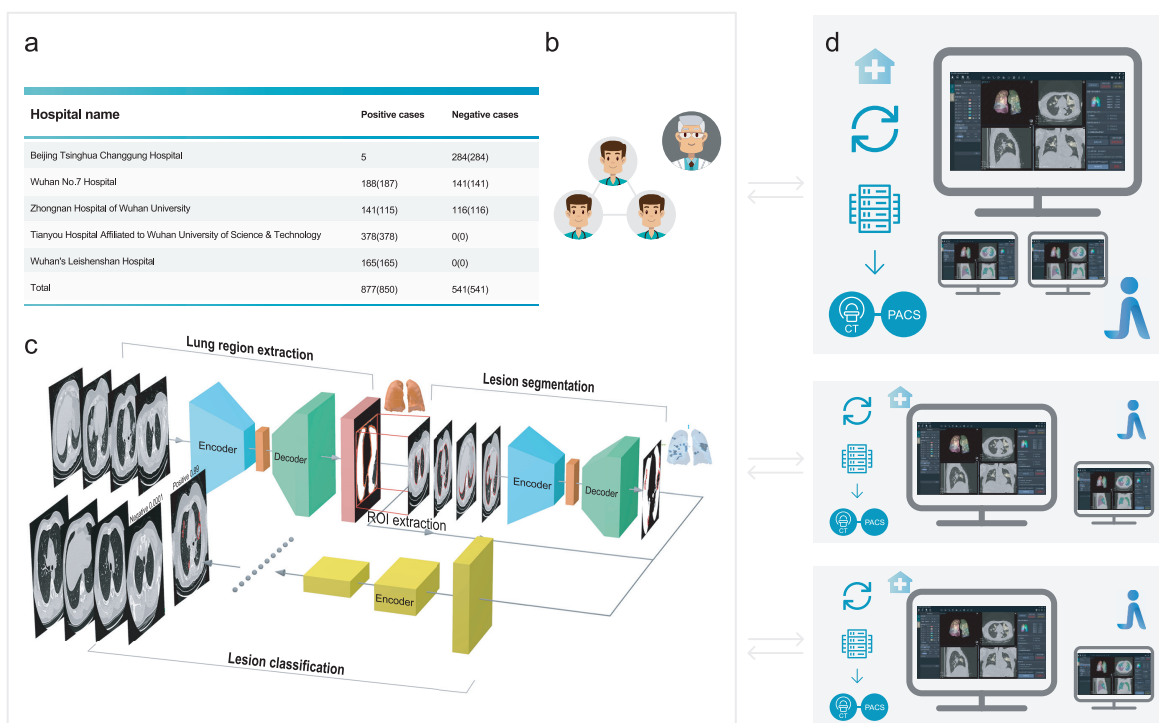 a
b
d
Hospital name Positive cases Negative cases
Beijing Tsinghua Changgung Hospital 5 284(284)
Wuhan No.7 Hospital 188(187) 141(141)
Zhongnan Hospital of Wuhan University 141(115) 116(116)
Tianyou Hospital Affiliated to Wuhan University of Science & Technology 378(378) 0(0)
Wuhan's Leishenshan Hospital 165(165) 0(0)
Total 877(850) 541(541)
CT PACS
c
Lung region extraction
Lesion segmentation
Encoder
Decoder
Encoder
Decoder
Positive 0.89
Negative 0.0001
ROI extraction
Encoder
Lesion classification
CT PACS
CT PACS